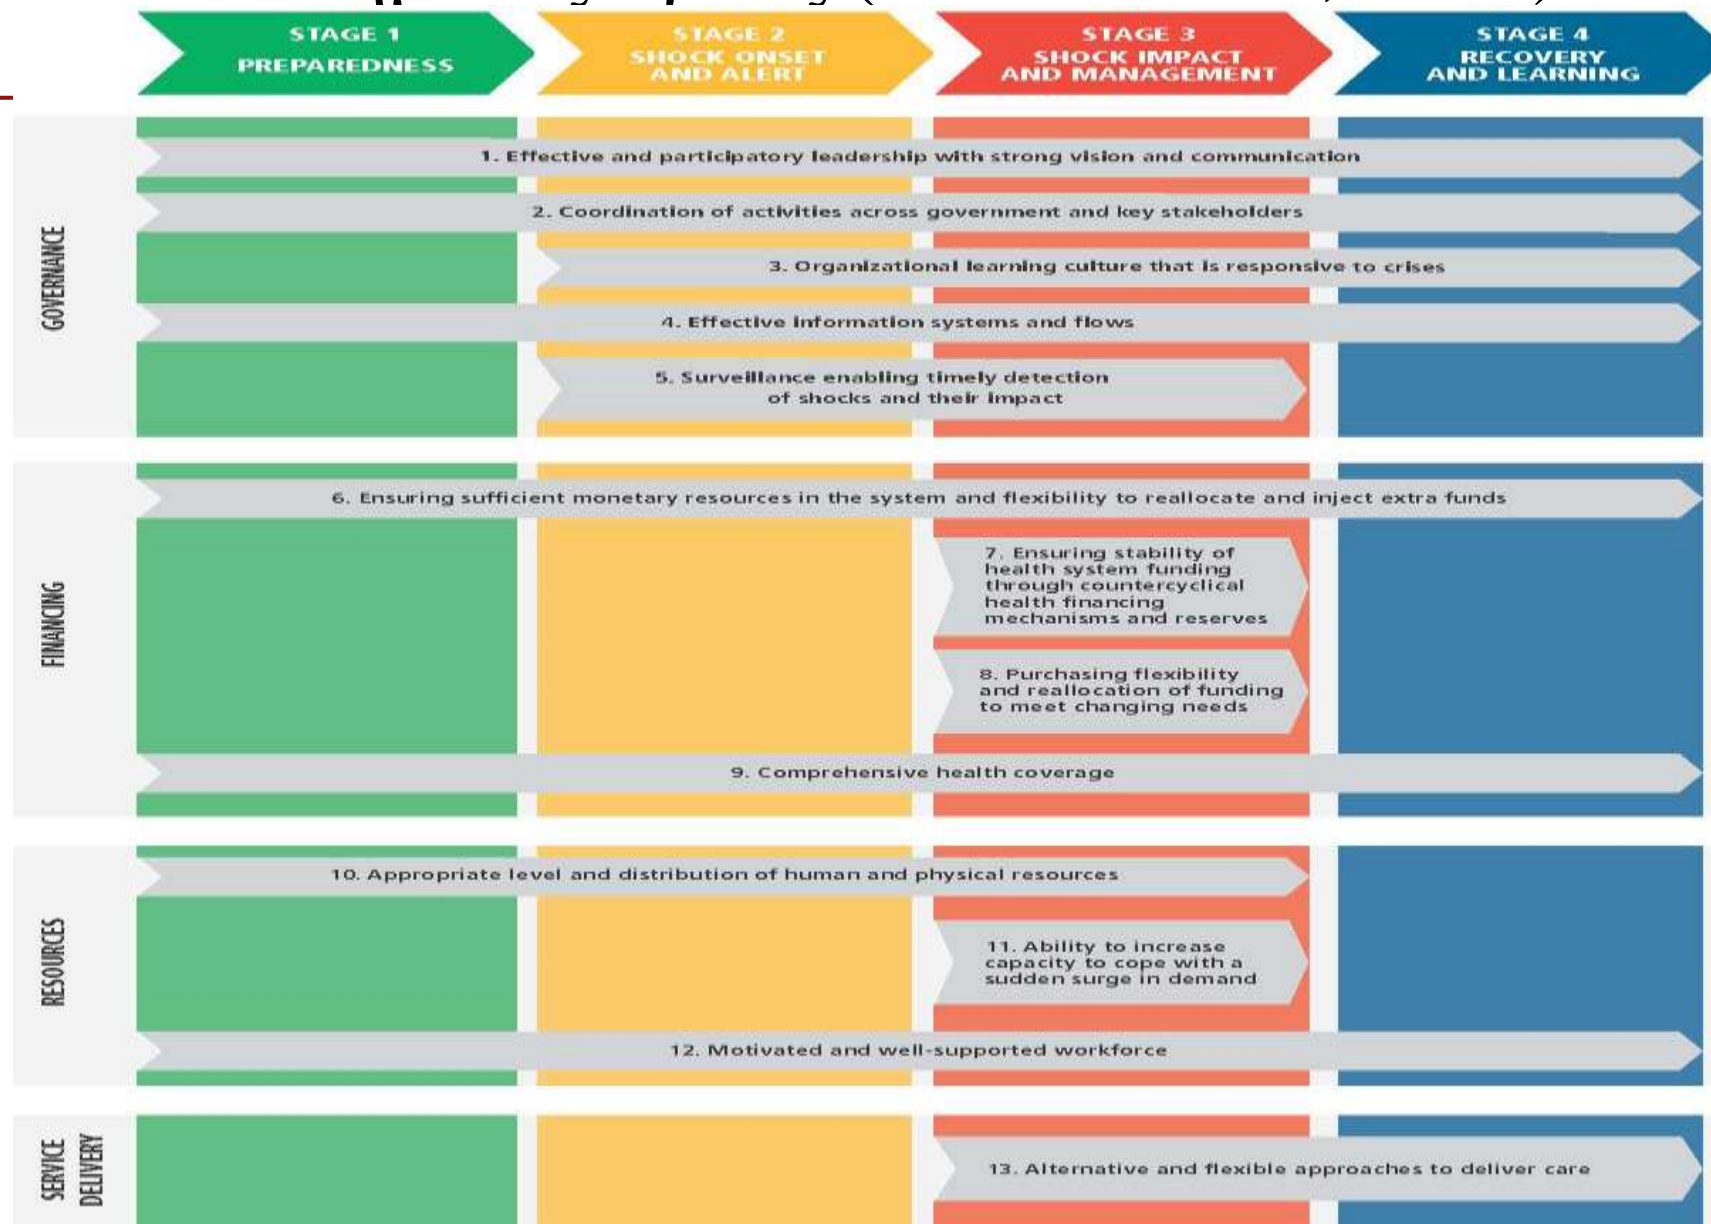 STAGE 1
PREPAREDNESS
STAGE 2
SHOCK ONSET
AND ALERT
STAGE 3
SHOCK IMPACT
AND MANAGEMENT
STAGE 4
RECOVERY
AND LEARNING
GOVERNANCE
1. Effective and participatory leadership with strong vision and communication
2. Coordination of activities across government and key stakeholders
3. Organizational learning culture that is responsive to crises
4. Effective information systems and flows
5. Surveillance enabling timely detection
of shocks and their impact
FINANCING
6. Ensuring sufficient monetary resources in the system and flexibility to reallocate and inject extra funds
7. Ensuring stability of
health system funding
through countercyclical
health financing
mechanisms and reserves
8. Purchasing flexibility
and reallocation of funding
to meet changing needs
9. Comprehensive health coverage
RESOURCES
10. Appropriate level and distribution of human and physical resources
11. Ability to increase
capacity to cope with a
sudden surge in demand
12. Motivated and well-supported workforce
SERVICE
DELIVERY
13. Alternative and flexible approaches to deliver care